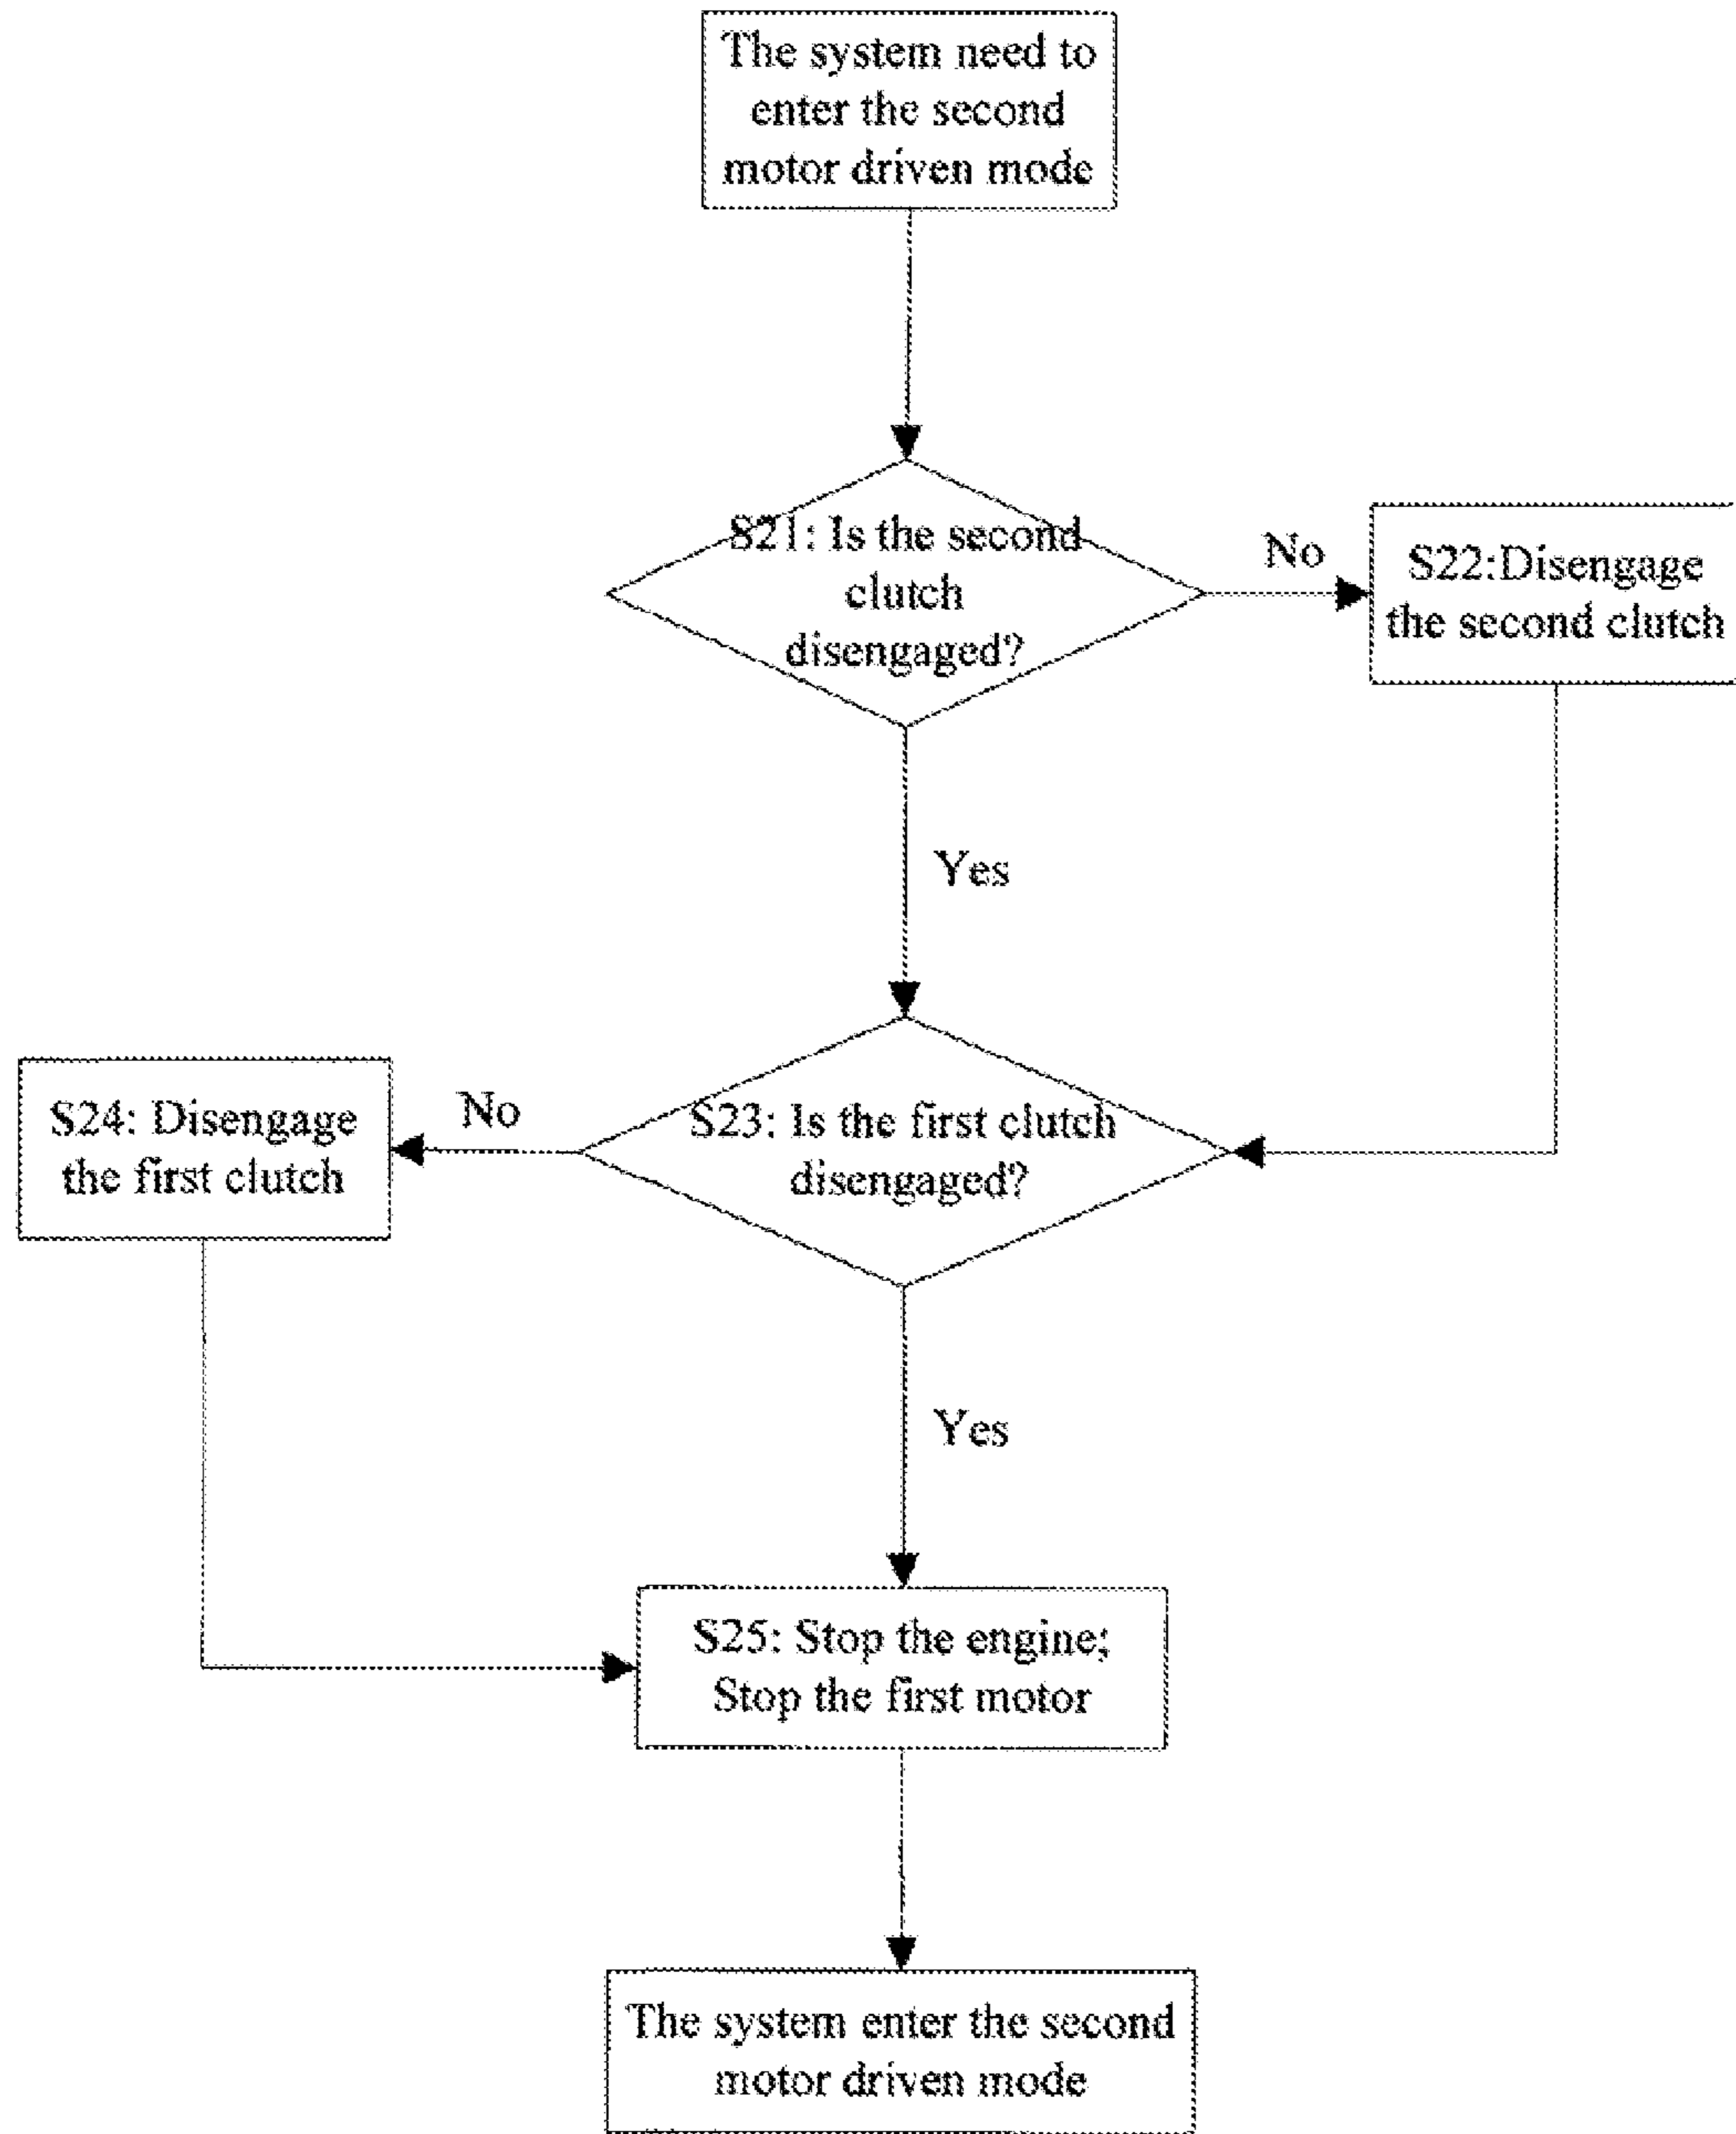 The system need to
enter the second
motor driven mode
S21: Is the second
clutch
disengaged?
No
S22:Disengage
the second clutch
Yes
S24: Disengage
the first clutch
No
S23: Is the first clutch
disengaged?
Yes
S25: Stop the engine;
Stop the first motor
The system enter the second
motor driven mode